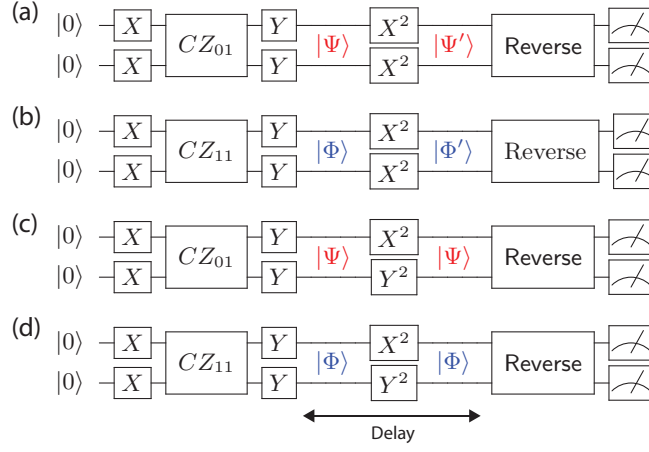 (a)
|0⟩ X CZ₀₁ Y |Ψ⟩ X² |Ψ′⟩ Reverse
|0⟩ X Y X²
(b)
|0⟩ X CZ₁₁ Y |Φ⟩ X² |Φ′⟩ Reverse
|0⟩ X Y X²
(c)
|0⟩ X CZ₀₁ Y |Ψ⟩ X² |Ψ⟩ Reverse
|0⟩ X Y Y²
(d)
|0⟩ X CZ₁₁ Y |Φ⟩ X² |Φ⟩ Reverse
|0⟩ X Y Y²
Delay